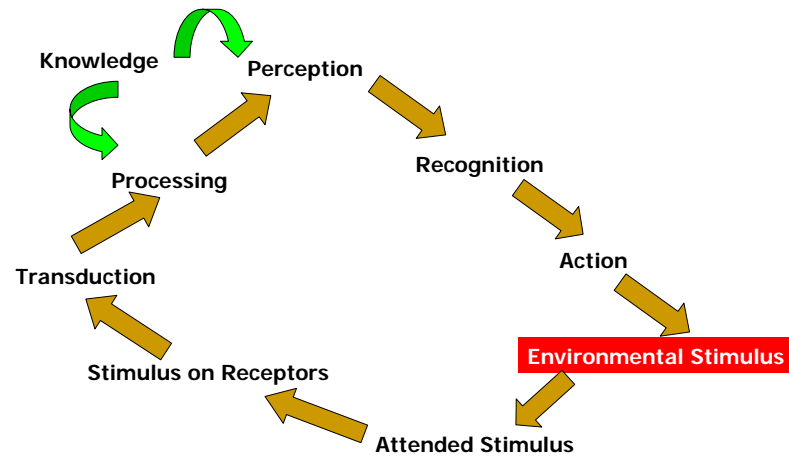 Knowledge
Perception
Recognition
Processing
Action
Transduction
Environmental Stimulus
Stimulus on Receptors
Attended Stimulus